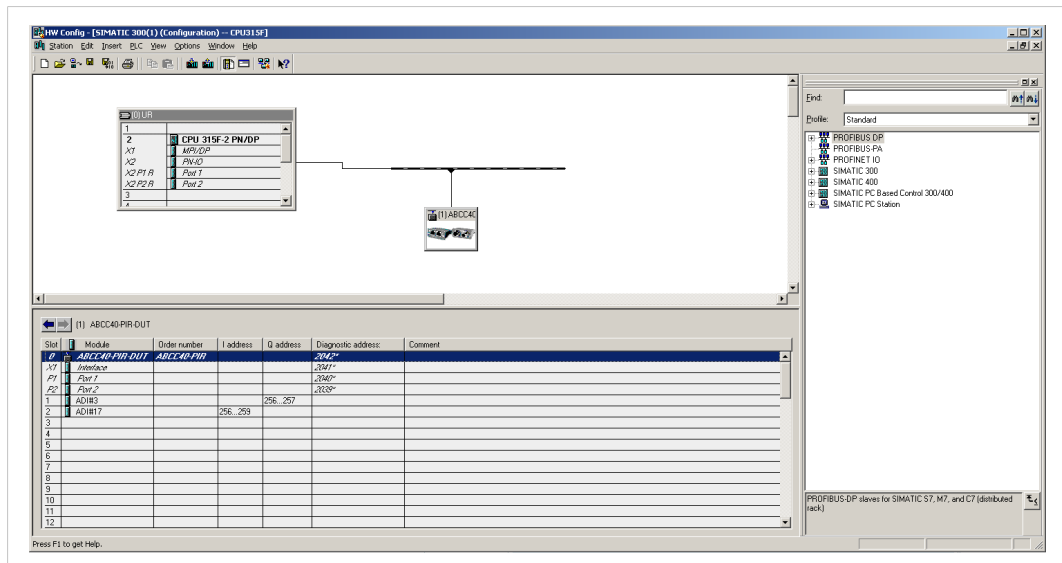 HW Config - [SIMATIC 300(1) (Configuration) -- CPU315F]
Station Edit Insert PLC View Options Window Help
(0) UR
1
2 CPU 315F-2 PN/DP
X1 MPI/DP
X2 PN-IO
X2 P1 R Port 1
X2 P2 R Port 2
3
4
(1) ABCC40
Find:
Profile: Standard
PROFIBUS DP
PROFIBUS-PA
PROFINET IO
SIMATIC 300
SIMATIC 400
SIMATIC PC Based Control 300/400
SIMATIC PC Station
(1) ABCC40-PIR-DUT
Slot Module Order number I address Q address Diagnostic address: Comment
0 ABCC40-PIR-DUT ABCC40-PIR 2042*
X1 Interface 2041*
P1 Port 1 2040*
P2 Port 2 2039*
1 ADI#3 256...257
2 ADI#17 256...259
3
4
5
6
7
8
9
10
11
12
PROFIBUS-DP slaves for SIMATIC S7, M7, and C7 (distributed
rack)
Press F1 to get Help.